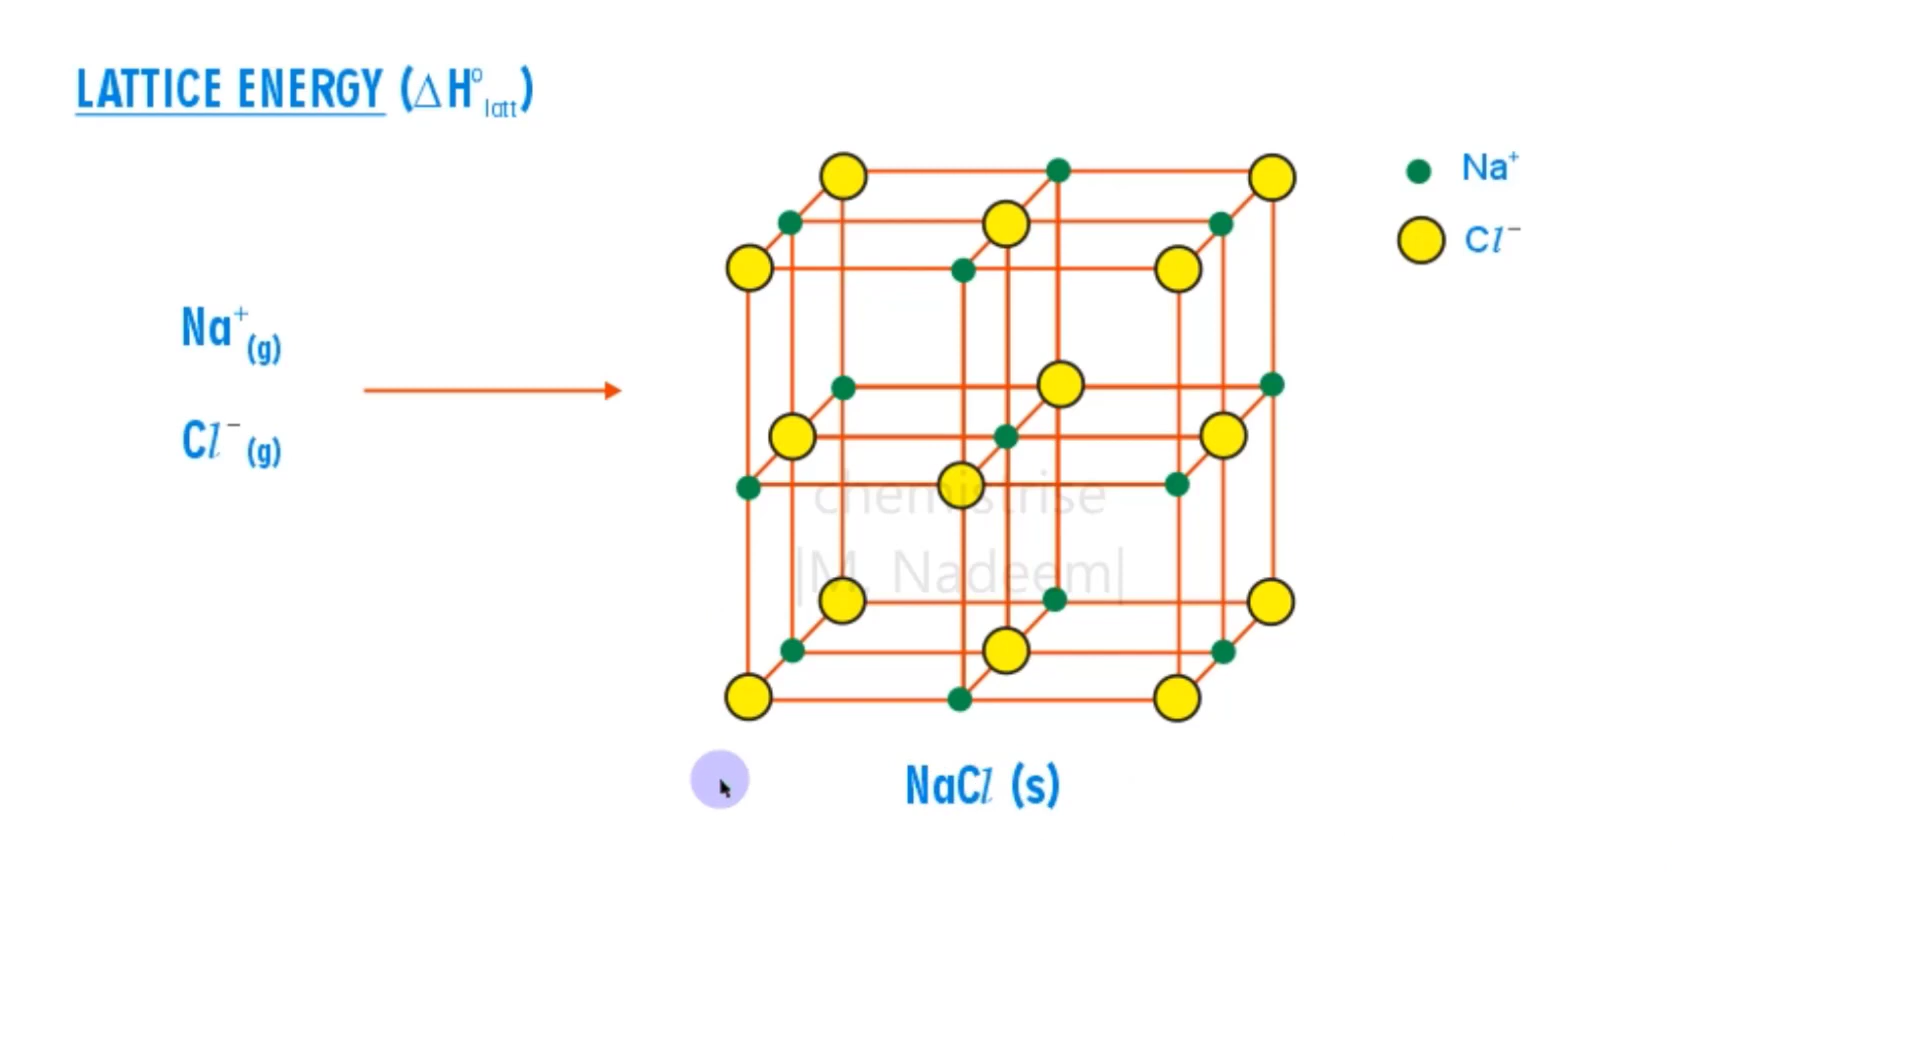 LATTICE ENERGY (ΔH°latt)
Na⁺
Cl⁻
Na⁺(g)
Cl⁻(g)
chemistrise
|M. Nadeem|
NaCl (s)